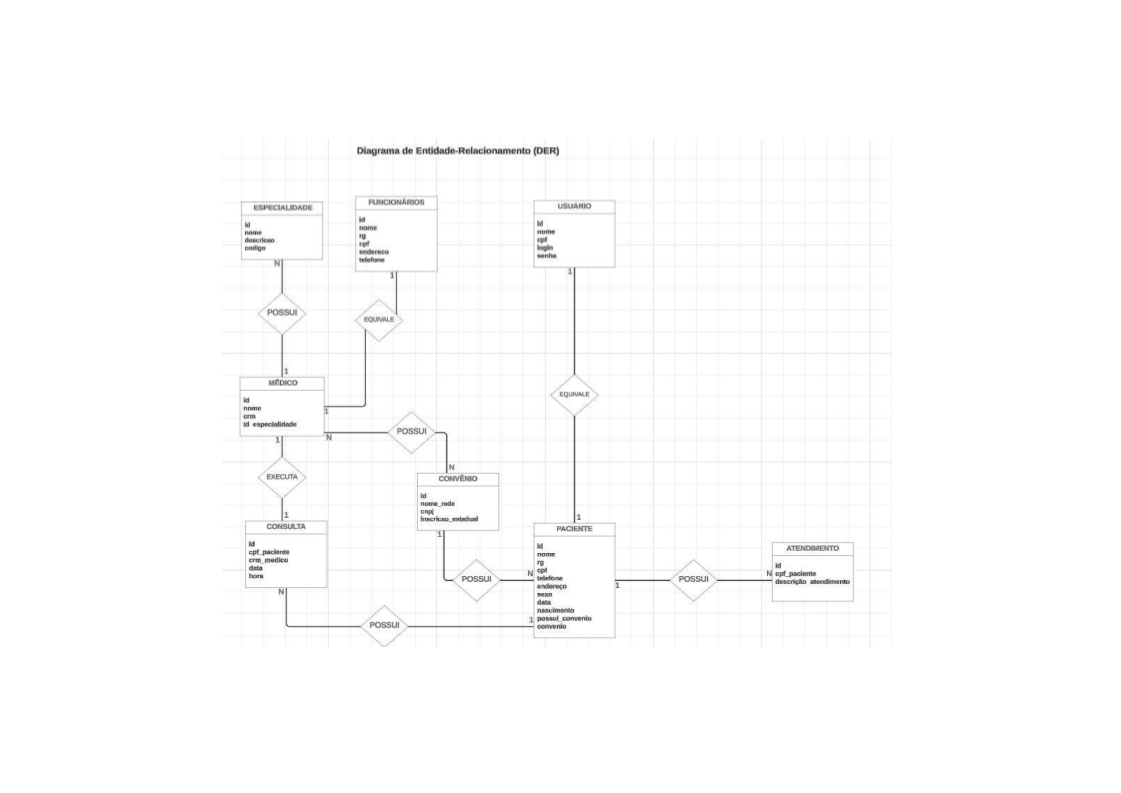 Diagrama de Entidade-Relacionamento (DER)
ESPECIALIDADE
id
nome
descricao
codigo
N
FUNCIONÁRIOS
id
nome
rg
cpf
endereco
telefone
1
USUÁRIO
id
nome
cpf
login
senha
1
POSSUI
EQUIVALE
1
MÉDICO
id
nome
crm
id_especialidade
1
N
1
EQUIVALE
POSSUI
N
EXECUTA
1
CONVÊNIO
id
nome_rede
cnpj
inscricao_estadual
1
CONSULTA
id
cpf_paciente
crm_medico
data
hora
N
1
PACIENTE
id
nome
rg
cpf
telefone
endereço
sexo
data
nascimento
possui_convenio
convenio
POSSUI
N
1
POSSUI
N
ATENDIMENTO
id
cpf_paciente
descrição_atendimento
POSSUI
1